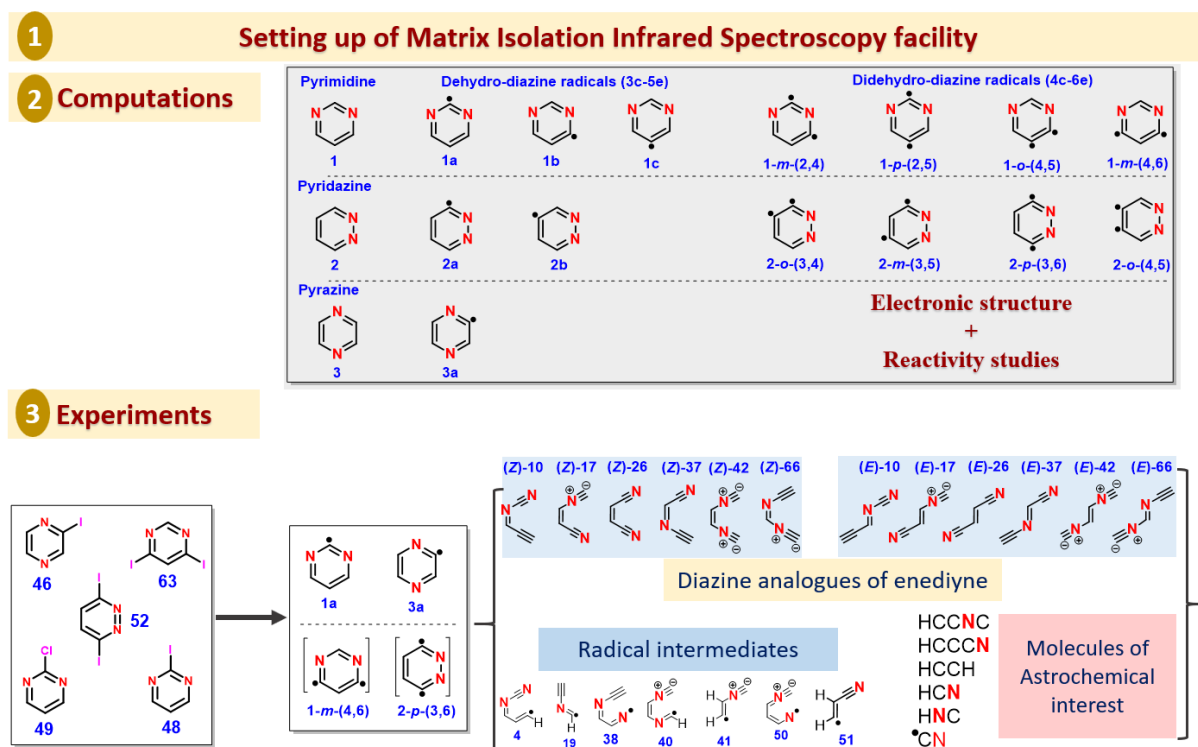 1
Setting up of Matrix Isolation Infrared Spectroscopy facility
2 Computations
Pyrimidine Dehydro-diazine radicals (3c-5e) Didehydro-diazine radicals (4c-6e)
N N N N N N N N N N N N N N N N
1 1a 1b 1c 1-m-(2,4) 1-p-(2,5) 1-o-(4,5) 1-m-(4,6)
Pyridazine
N N N N N N N
N N N N N N N
2 2a 2b 2-o-(3,4) 2-m-(3,5) 2-p-(3,6) 2-o-(4,5)
Pyrazine
N N
N N
3 3a
Electronic structure
+
Reactivity studies
3 Experiments
N I
N
46
N N
I I
63
I
N
N
I
52
Cl
N N
49
I
N N
48
N N
1a
N
N
3a
N N
1-m-(4,6)
N
N
2-p-(3,6)
(Z)-10 (Z)-17 (Z)-26 (Z)-37 (Z)-42 (Z)-66
N N N N N N N N N N N N
(E)-10 (E)-17 (E)-26 (E)-37 (E)-42 (E)-66
N N N N N N N N N N N N
Diazine analogues of enediyne
Radical intermediates
N N H
4
N H
19
N N
38
N N H
40
H N H
41
N N
50
H N H
51
HCCNC
HCCCN
HCCH
HCN
HNC
•CN
Molecules of
Astrochemical
interest